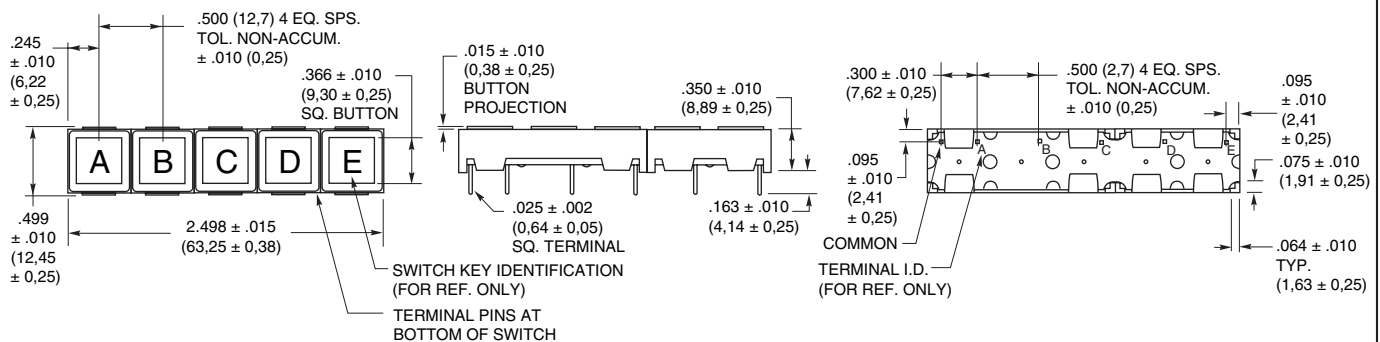 .500 (12,7) 4 EQ. SPS.
TOL. NON-ACCUM.
± .010 (0,25)
.245
± .010
(6,22
± 0,25)
.366 ± .010
(9,30 ± 0,25)
SQ. BUTTON
A B C D E
.499
± .010
(12,45
± 0,25)
2.498 ± .015
(63,25 ± 0,38)
SWITCH KEY IDENTIFICATION
(FOR REF. ONLY)
TERMINAL PINS AT
BOTTOM OF SWITCH
.015 ± .010
(0,38 ± 0,25)
BUTTON
PROJECTION
.350 ± .010
(8,89 ± 0,25)
.025 ± .002
(0,64 ± 0,05)
SQ. TERMINAL
.163 ± .010
(4,14 ± 0,25)
.300 ± .010
(7,62 ± 0,25)
.500 (2,7) 4 EQ. SPS.
TOL. NON-ACCUM.
± .010 (0,25)
.095
± .010
(2,41
± 0,25)
A B C D E
.095
± .010
(2,41
± 0,25)
.075 ± .010
(1,91 ± 0,25)
COMMON
TERMINAL I.D.
(FOR REF. ONLY)
.064 ± .010
TYP.
(1,63 ± 0,25)